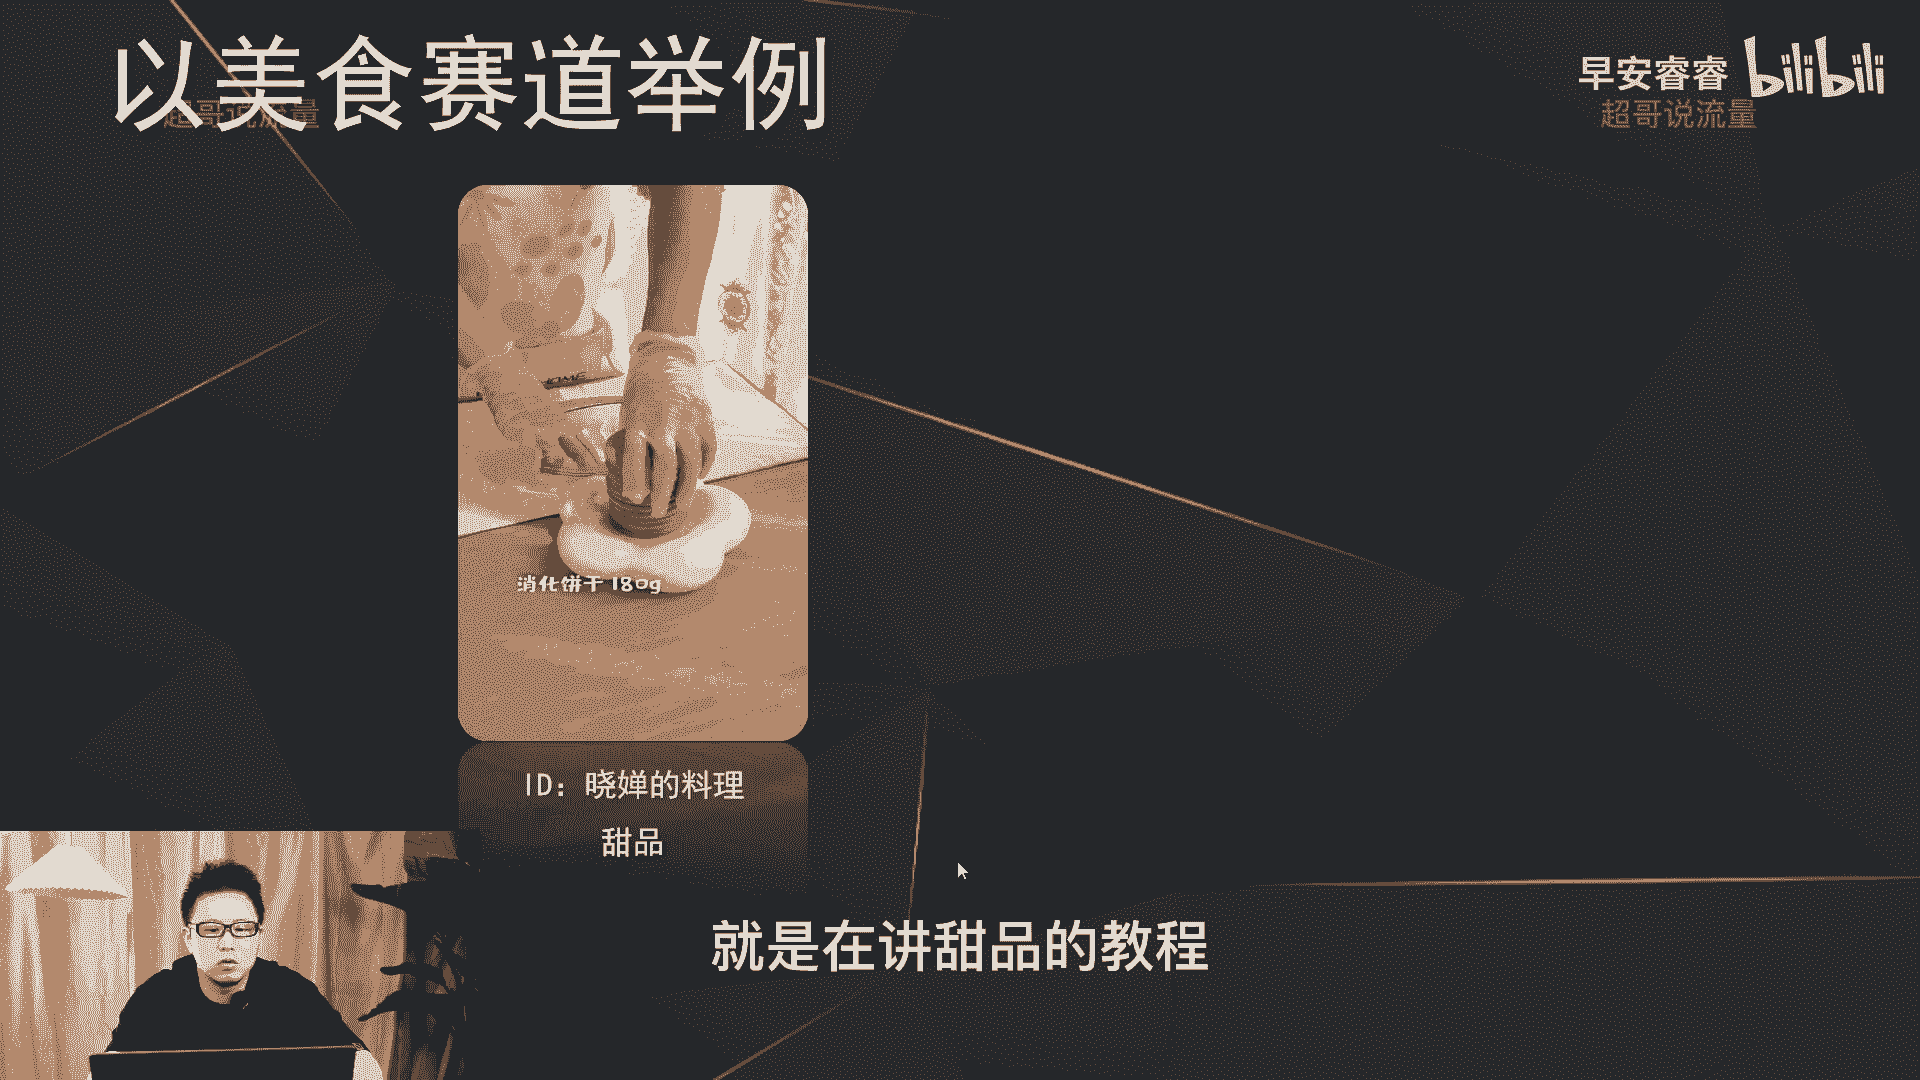 以美食赛道举例
超哥说流量
早安睿睿 bilibili
超哥说流量
消化饼干 180g
ID：晓婵的料理
甜品
就是在讲甜品的教程